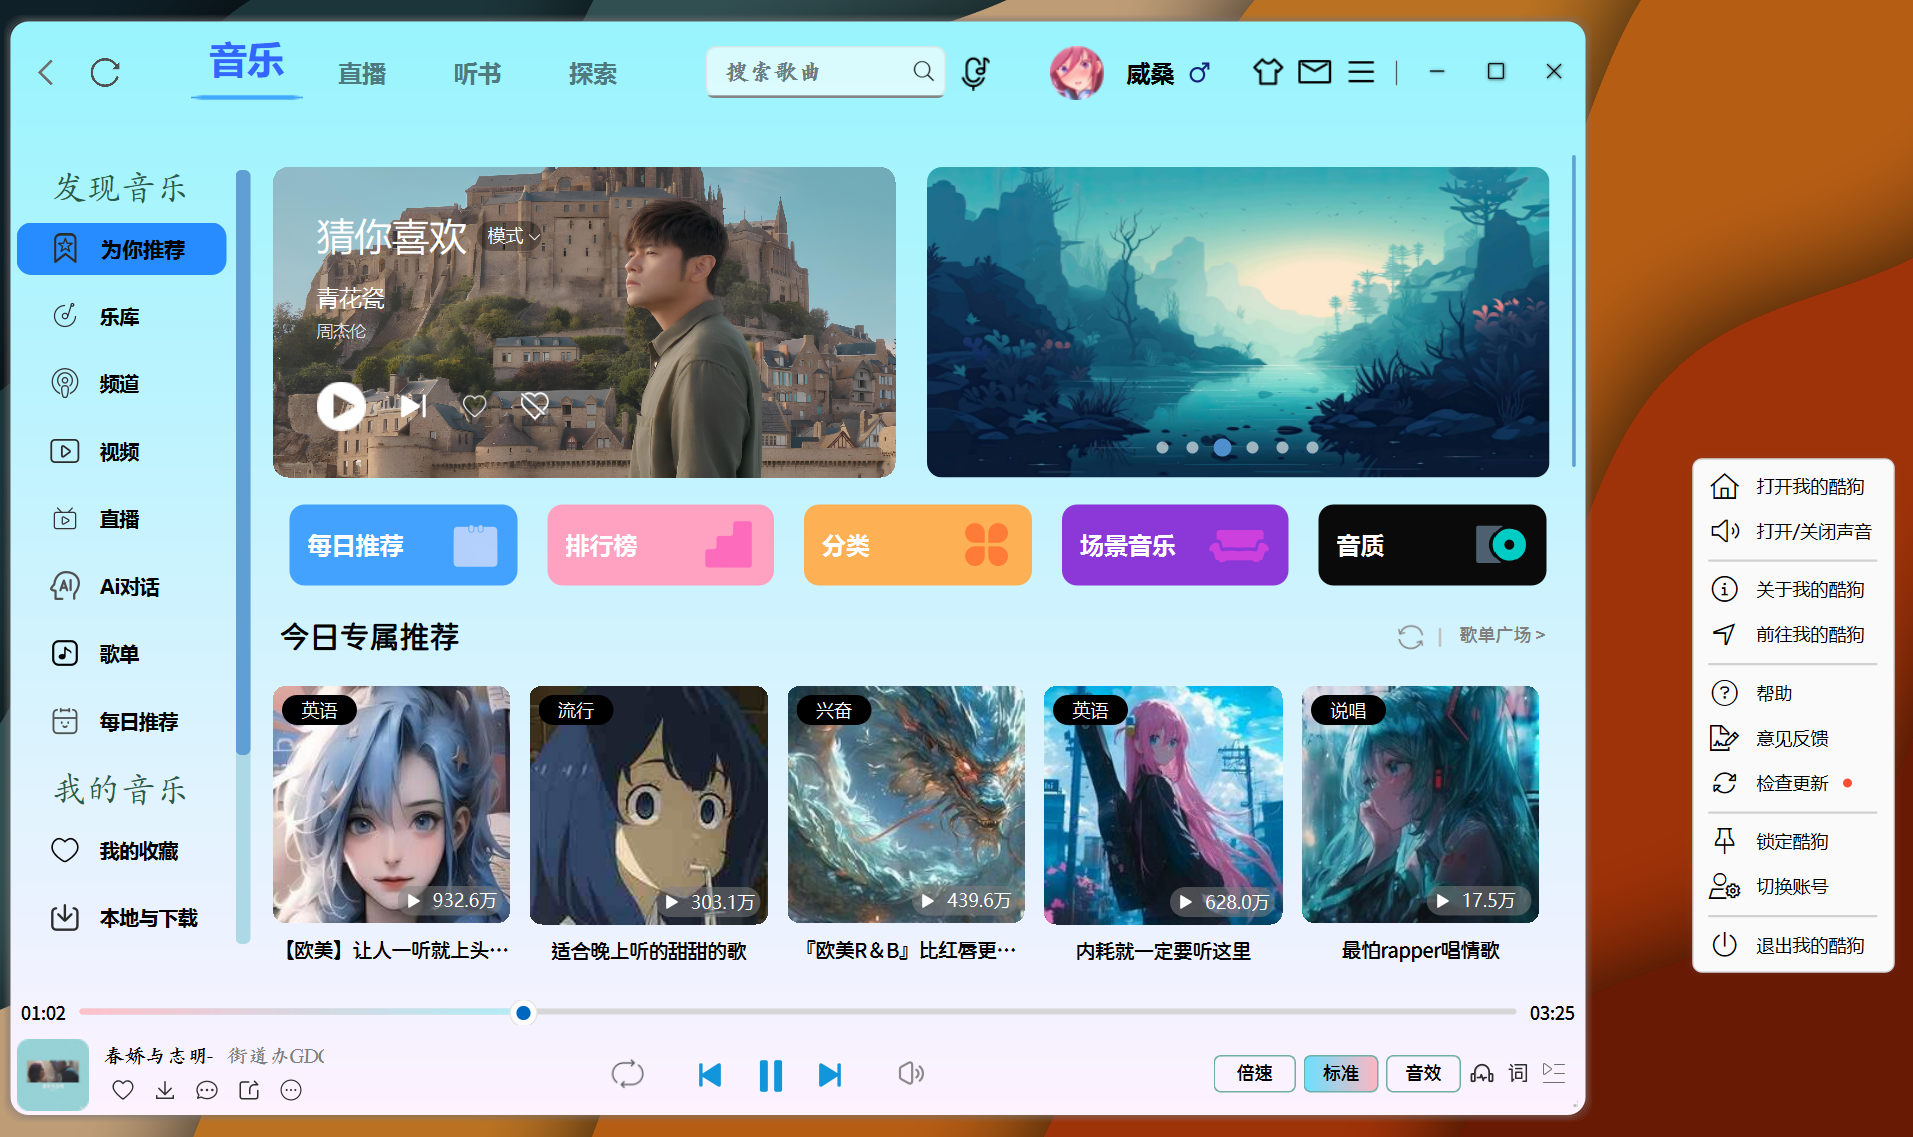 音乐
直播
听书
探索
搜索歌曲
威桑
发现音乐
为你推荐
乐库
频道
视频
直播
Ai对话
歌单
每日推荐
我的音乐
我的收藏
本地与下载
猜你喜欢 模式
青花瓷
周杰伦
每日推荐
排行榜
分类
场景音乐
音质
今日专属推荐
歌单广场 >
英语
932.6万
【欧美】让人一听就上头…
流行
303.1万
适合晚上听的甜甜的歌
兴奋
439.6万
『欧美R&B』比红唇更…
英语
628.0万
内耗就一定要听这里
说唱
17.5万
最怕rapper唱情歌
01:02
03:25
春娇与志明- 街道办GDC
倍速
标准
音效
词
打开我的酷狗
打开/关闭声音
关于我的酷狗
前往我的酷狗
帮助
意见反馈
检查更新
锁定酷狗
切换账号
退出我的酷狗